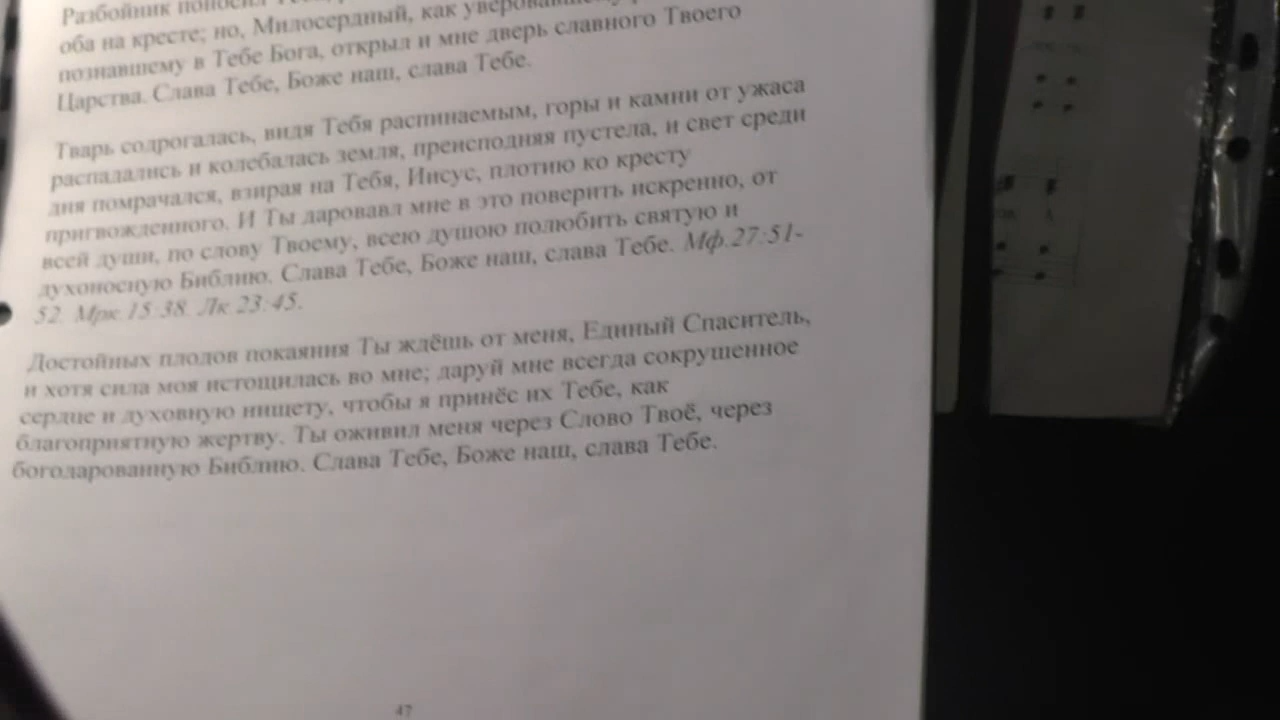 Разбойник поносил
оба на кресте; но, Милосердный, как
познавшему в Тебе Бога, открыл и мне дверь славного Твоего
Царства. Слава Тебе, Боже наш, слава Тебе.
Тварь содрогалась, видя Тебя распинаемым, горы и камни от ужаса
распадались и колебалась земля, преисподняя пустела, и свет среди
дня помрачался, взирая на Тебя, Иисус, плотию ко кресту
пригвожденного. И Ты даровавл мне в это поверить искренно, от
всей души, по слову Твоему, всею душою полюбить святую и
духоносную Библию. Слава Тебе, Боже наш, слава Тебе. Мф.27:51-
52. Мрк.15:38. Лк.23:45.
Достойных плодов покаяния Ты ждёшь от меня, Единый Спаситель,
и хотя сила моя истощилась во мне; даруй мне всегда сокрушенное
сердце и духовную нищету, чтобы я принёс их Тебе, как
благоприятную жертву. Ты оживил меня через Слово Твоё, через
богодарованную Библию. Слава Тебе, Боже наш, слава Тебе.
47